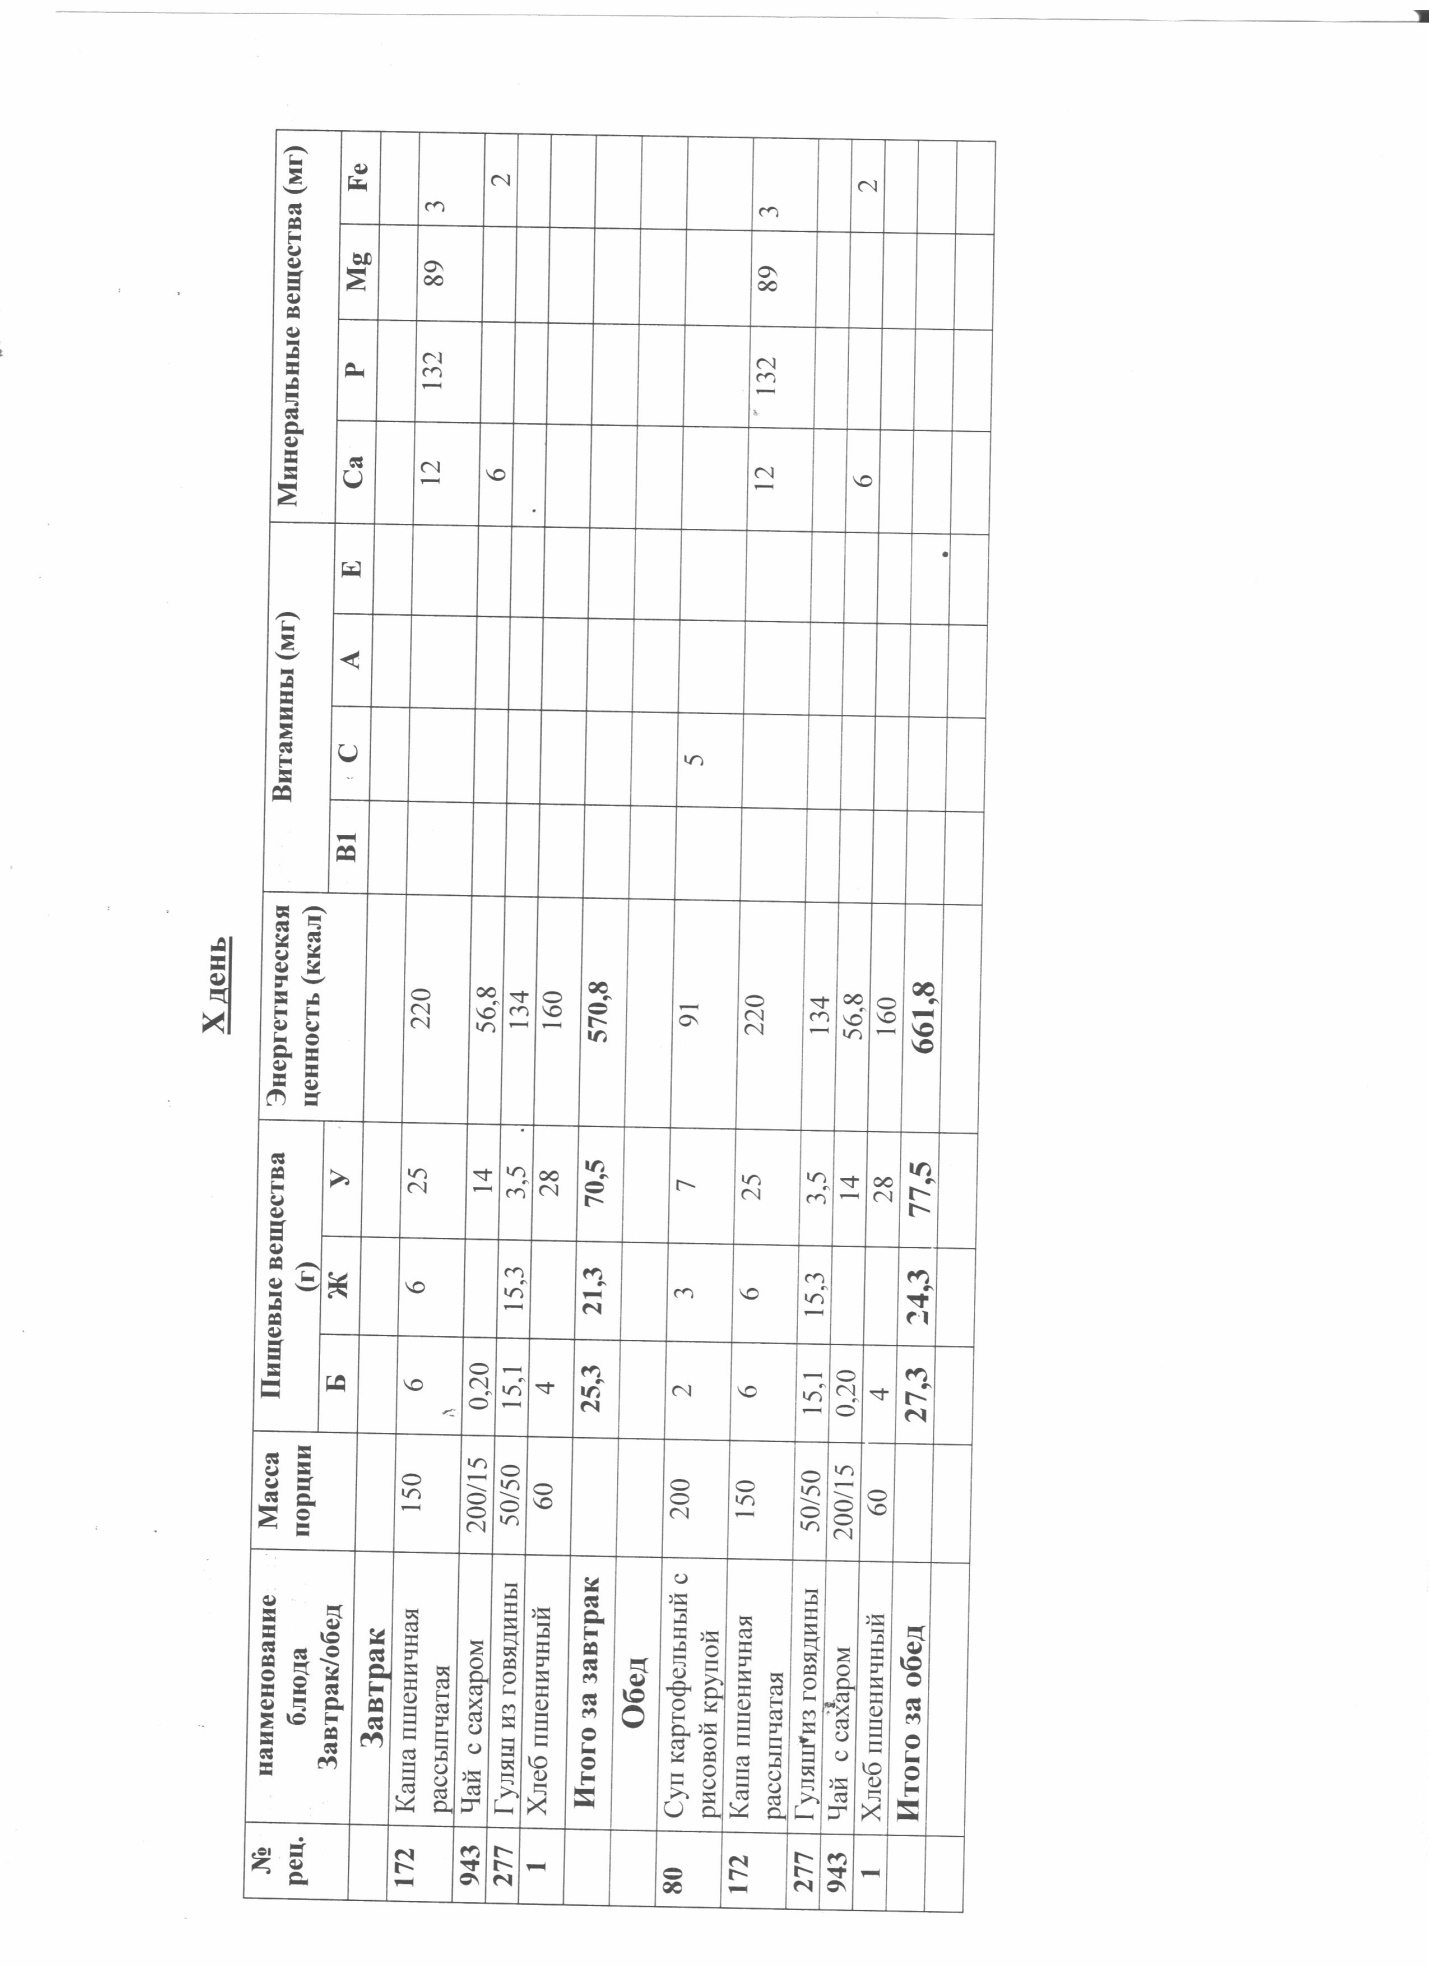 X день
№ рец. наименование блюда Завтрак/обед Масса порции Пищевые вещества (г) Энергетическая ценность (ккал) Витамины (мг) Минеральные вещества (мг)
Б Ж У В1 С А Е Са Р Mg Fe
Завтрак
172 Каша пшеничная рассыпчатая 150 6 6 25 220 12 132 89 3
943 Чай с сахаром 200/15 0,20 14 56,8 6 2
277 Гуляш из говядины 50/50 15,1 15,3 3,5 134
1 Хлеб пшеничный 60 4 28 160
Итого за завтрак 25,3 21,3 70,5 570,8
Обед
80 Суп картофельный с рисовой крупой 200 2 3 7 91 5
172 Каша пшеничная рассыпчатая 150 6 6 25 220 12 132 89 3
277 Гуляш из говядины 50/50 15,1 15,3 3,5 134
943 Чай с сахаром 200/15 0,20 14 56,8 6 2
1 Хлеб пшеничный 60 4 28 160
Итого за обед 27,3 24,3 77,5 661,8